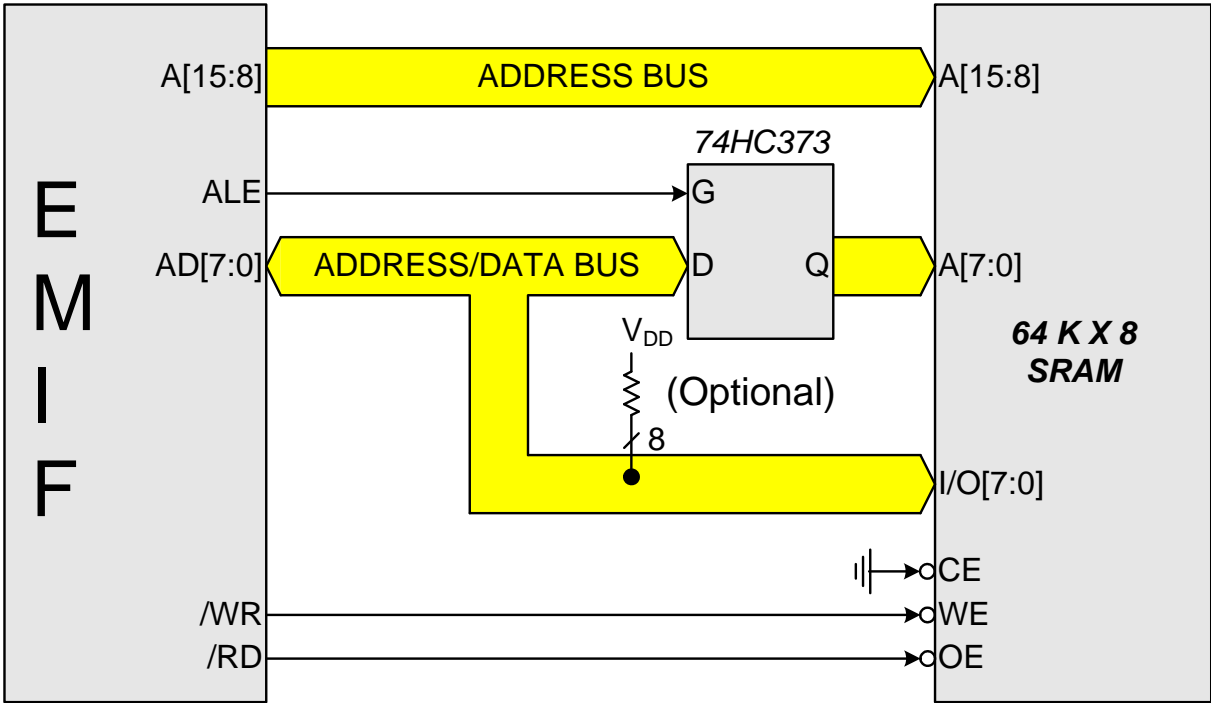 A[15:8]
ADDRESS BUS
A[15:8]
74HC373
ALE
G
AD[7:0]
ADDRESS/DATA BUS
D
Q
A[7:0]
E
M
I
F
VDD
(Optional)
8
64 K X 8
SRAM
I/O[7:0]
CE
/WR
WE
/RD
OE